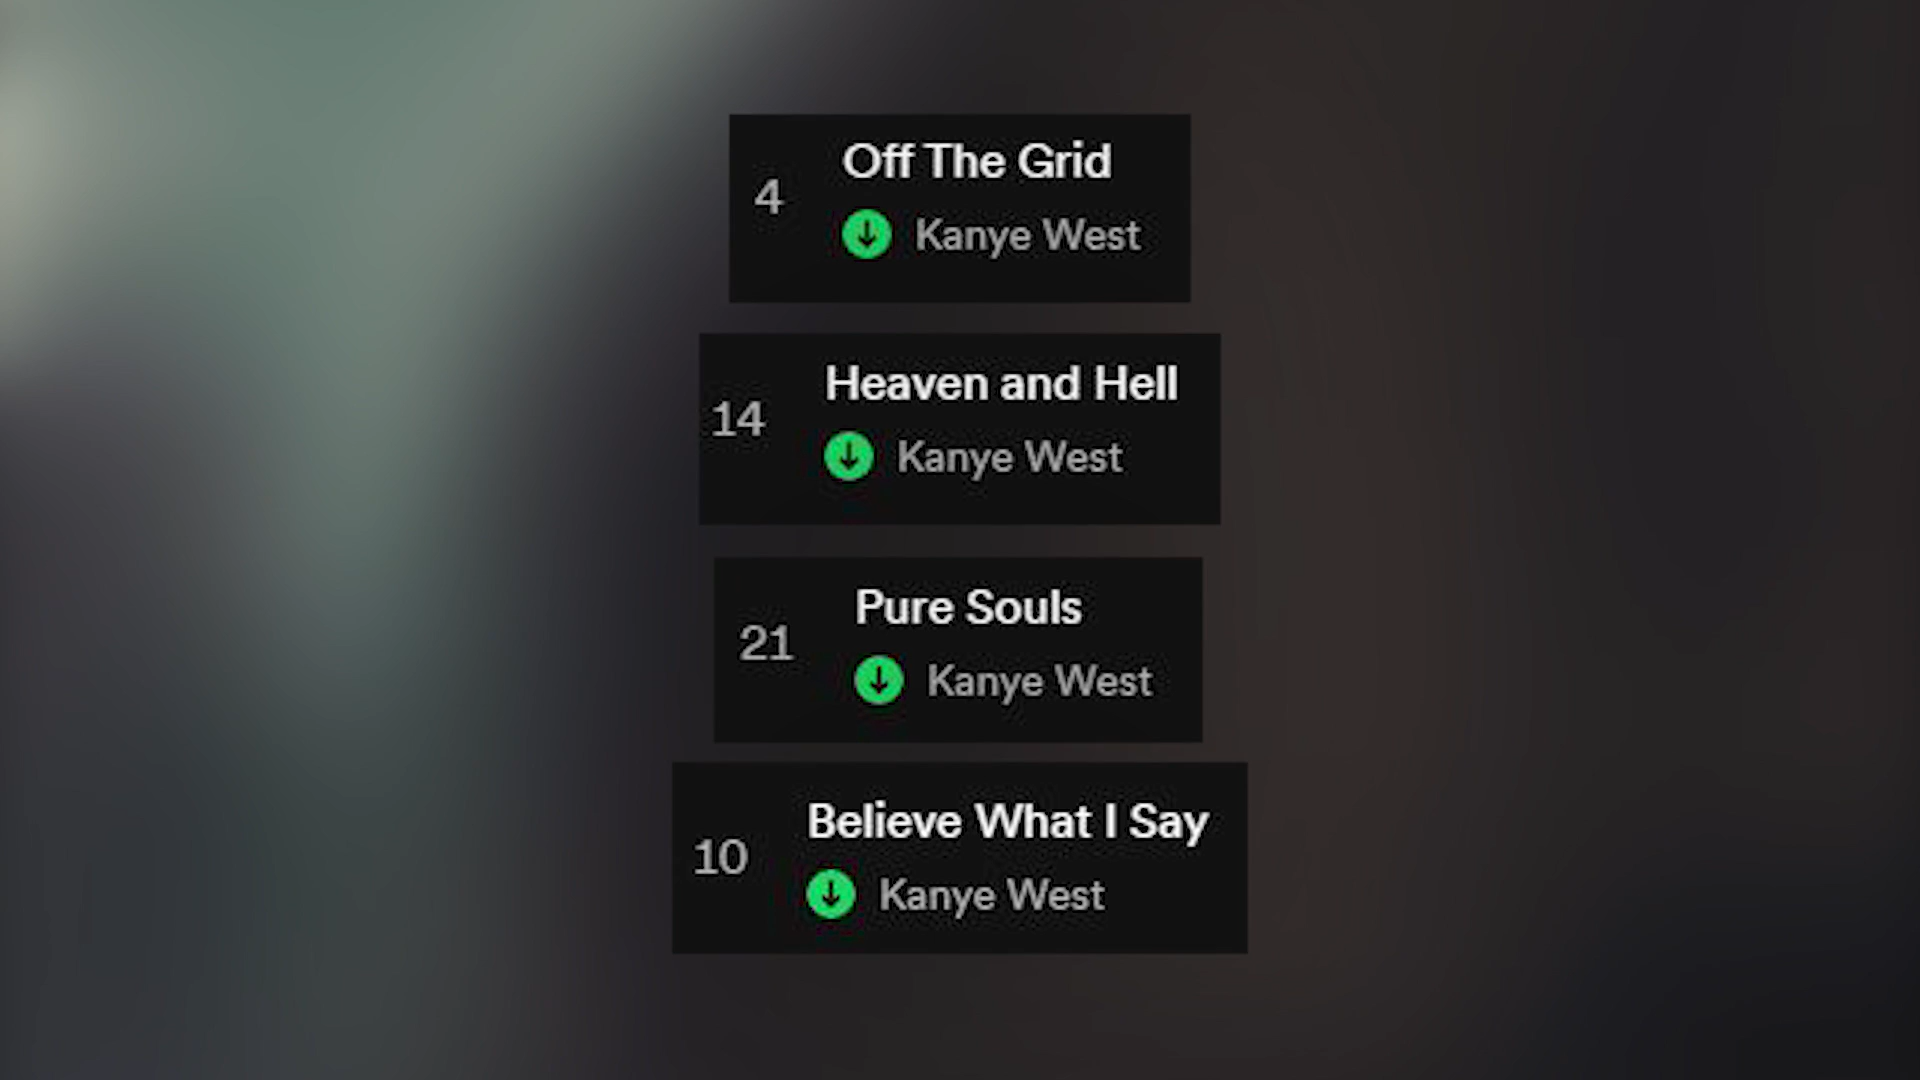 4
Off The Grid
Kanye West
14
Heaven and Hell
Kanye West
21
Pure Souls
Kanye West
10
Believe What I Say
Kanye West